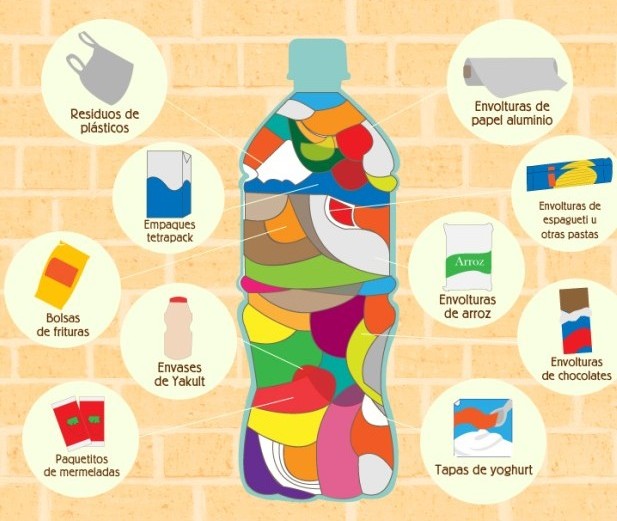 Residuos de
plásticos
Envolturas de
papel aluminio
Empaques
tetrapack
Envolturas de
espagueti u
otras pastas
Bolsas
de frituras
Arroz
Envolturas
de arroz
Envases
de Yakult
Envolturas
de chocolates
Paquetitos
de mermeladas
Tapas de yoghurt